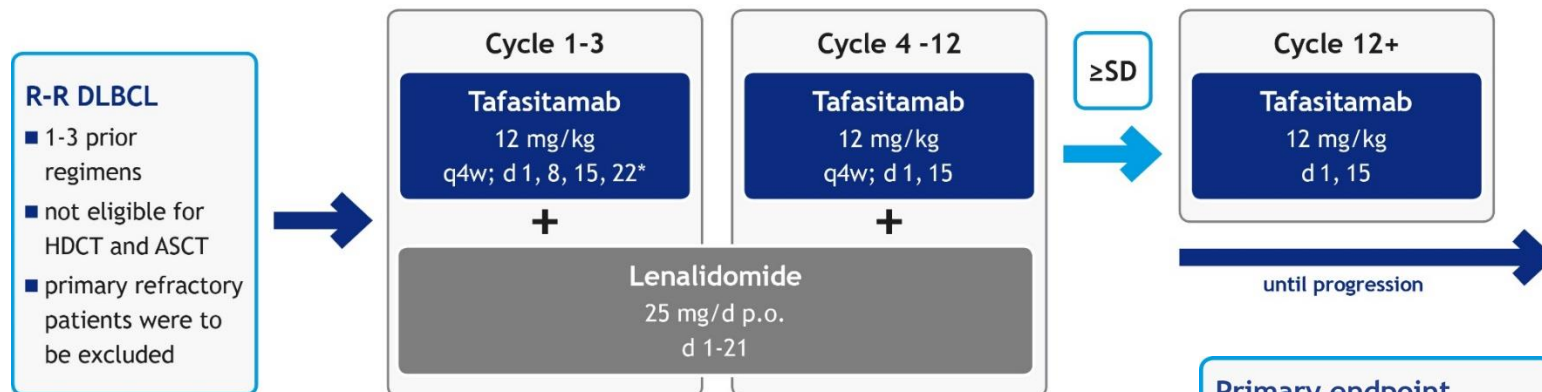 R-R DLBCL
■ 1-3 prior
regimens
■ not eligible for
HDCT and ASCT
■ primary refractory
patients were to
be excluded
Cycle 1-3
Tafasitamab
12 mg/kg
q4w; d 1, 8, 15, 22*
+
Cycle 4 -12
Tafasitamab
12 mg/kg
q4w; d 1, 15
+
Lenalidomide
25 mg/d p.o.
d 1-21
≥SD
Cycle 12+
Tafasitamab
12 mg/kg
d 1, 15
until progression
Primary endpoint